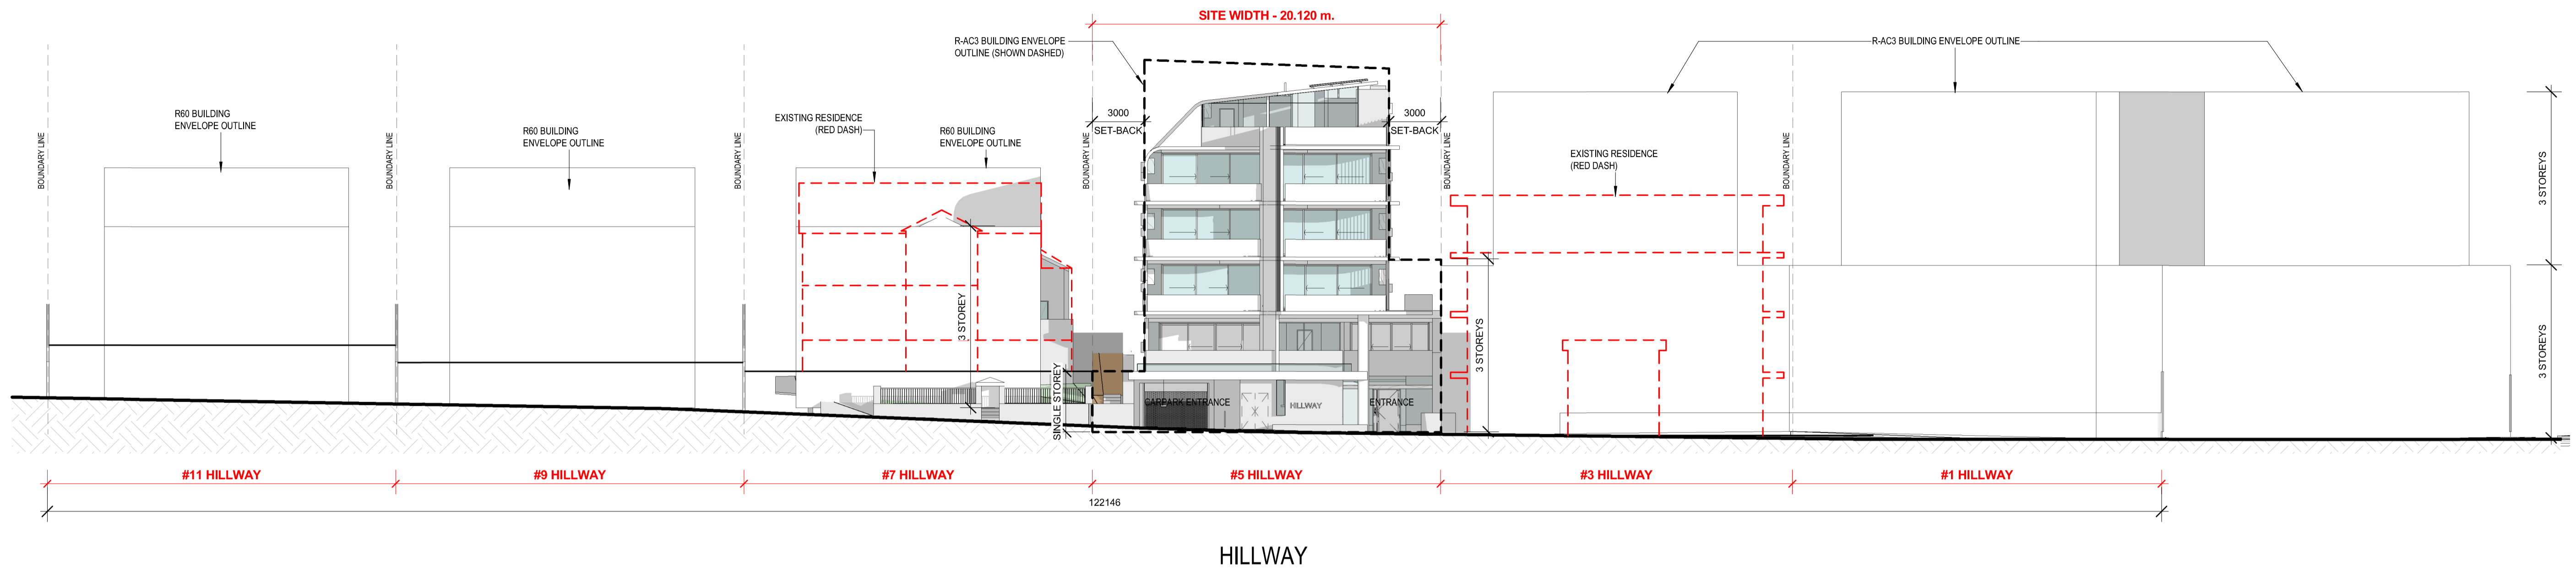 SITE WIDTH - 20.120 m.
R-AC3 BUILDING ENVELOPE
OUTLINE (SHOWN DASHED)
R-AC3 BUILDING ENVELOPE OUTLINE
R60 BUILDING
ENVELOPE OUTLINE
R60 BUILDING
ENVELOPE OUTLINE
EXISTING RESIDENCE
(RED DASH)
R60 BUILDING
ENVELOPE OUTLINE
3000
SET-BACK
3000
SET-BACK
EXISTING RESIDENCE
(RED DASH)
BOUNDARY LINE
BOUNDARY LINE
BOUNDARY LINE
BOUNDARY LINE
BOUNDARY LINE
BOUNDARY LINE
3 STOREYS
3 STOREY
3 STOREYS
3 STOREYS
SINGLE STOREY
CARPARK ENTRANCE
HILLWAY
ENTRANCE
#11 HILLWAY
#9 HILLWAY
#7 HILLWAY
#5 HILLWAY
#3 HILLWAY
#1 HILLWAY
122146
HILLWAY